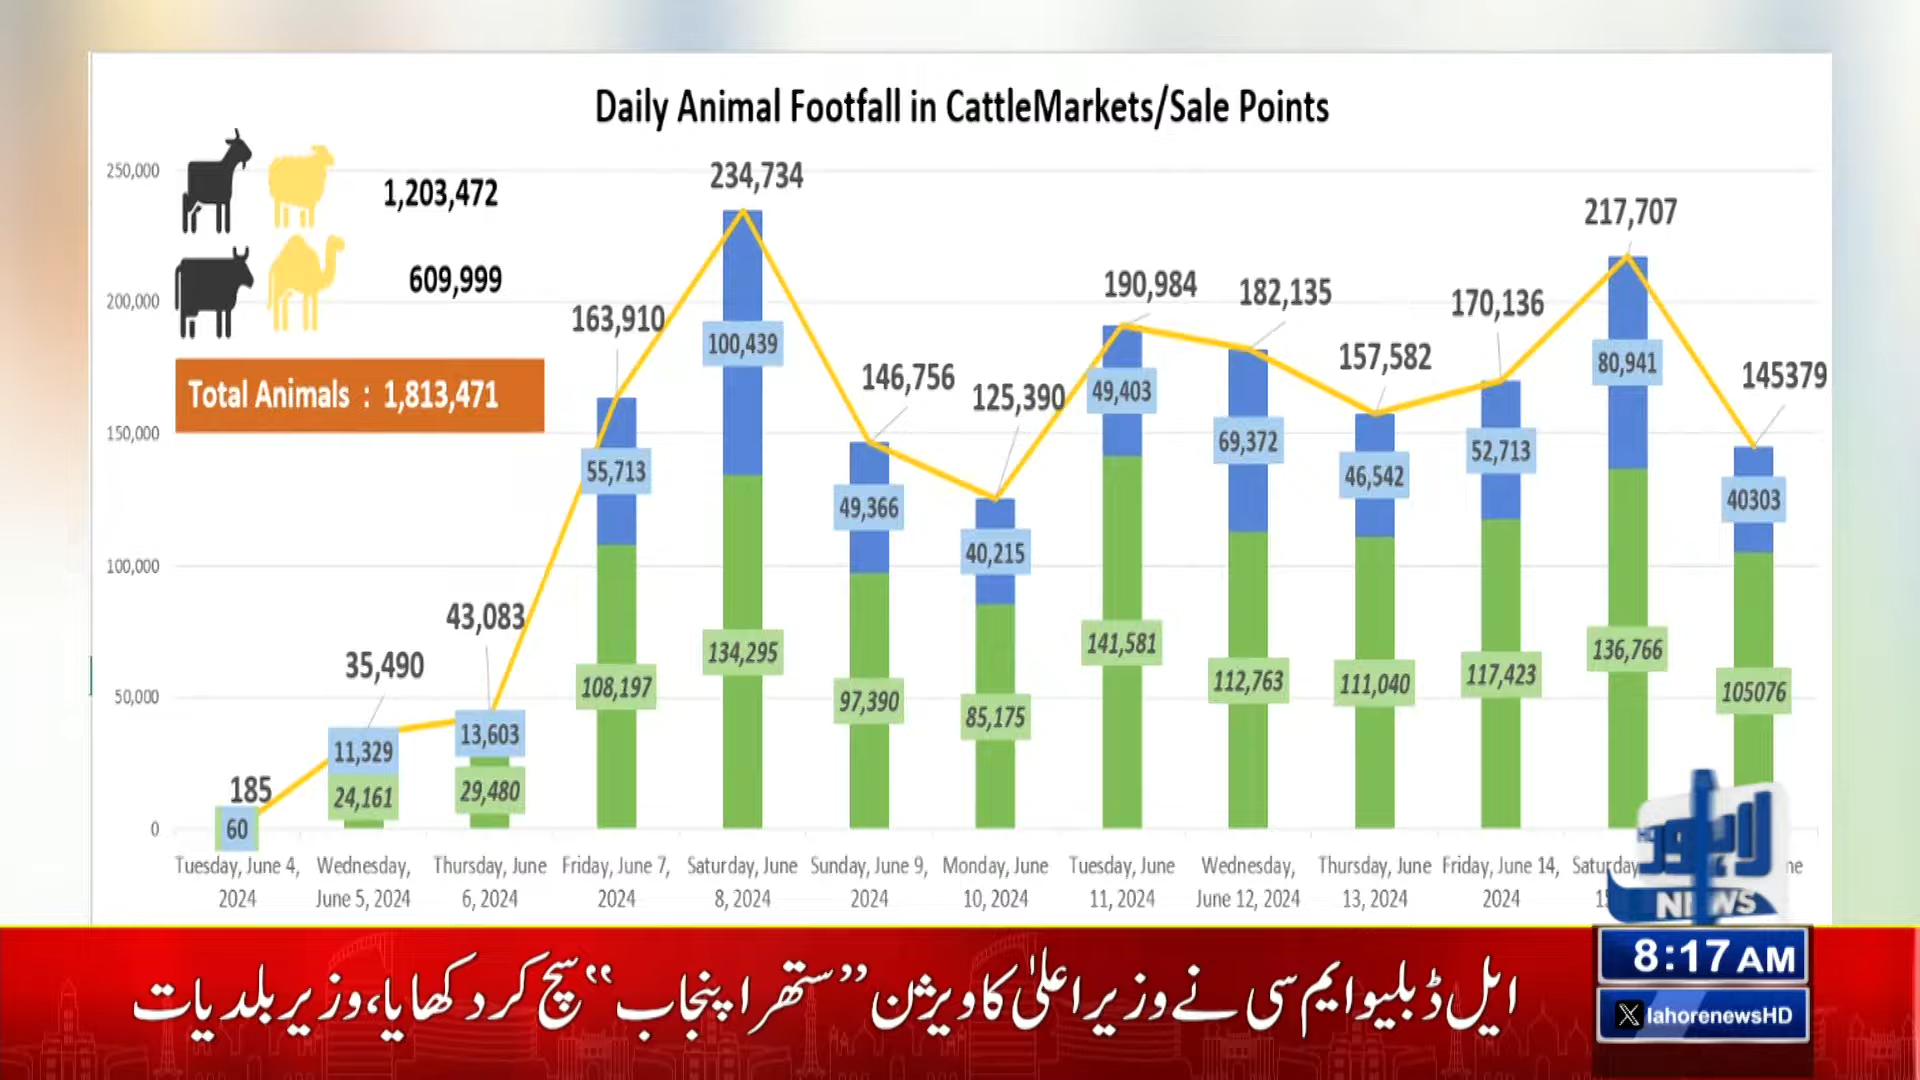 Daily Animal Footfall in CattleMarkets/Sale Points
1,203,472
609,999
Total Animals : 1,813,471
250,000
200,000
150,000
100,000
50,000
0
185
35,490
43,083
163,910
234,734
146,756
125,390
190,984
182,135
157,582
170,136
217,707
145379
60
11,329
13,603
55,713
100,439
49,366
40,215
49,403
69,372
46,542
52,713
80,941
40303
24,161
29,480
108,197
134,295
97,390
85,175
141,581
112,763
111,040
117,423
136,766
105076
Tuesday, June 4, 2024
Wednesday, June 5, 2024
Thursday, June 6, 2024
Friday, June 7, 2024
Saturday, June 8, 2024
Sunday, June 9, 2024
Monday, June 10, 2024
Tuesday, June 11, 2024
Wednesday, June 12, 2024
Thursday, June 13, 2024
Friday, June 14, 2024
لاہور
HD
NEWS
8:17 AM
lahorenewsHD
ایل ڈبلیو ایم سی نے وزیراعلیٰ کا ویژن ”ستھرا پنجاب“ سچ کر دکھایا، وزیر بلدیات